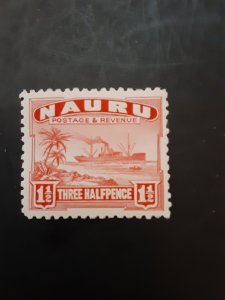 NAURU
POSTAGE & REVENUE
1½ THREE HALFPENCE 1½